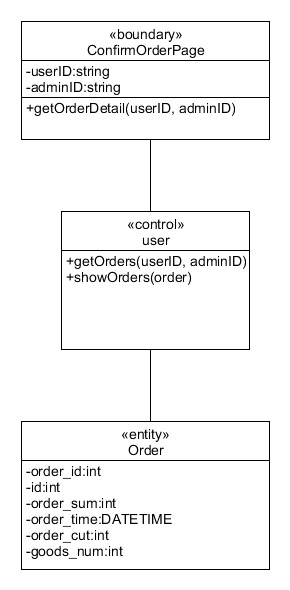 «boundary»
ConfirmOrderPage
-userID:string
-adminID:string
+getOrderDetail(userID, adminID)
«control»
user
+getOrders(userID, adminID)
+showOrders(order)
«entity»
Order
-order_id:int
-id:int
-order_sum:int
-order_time:DATETIME
-order_cut:int
-goods_num:int